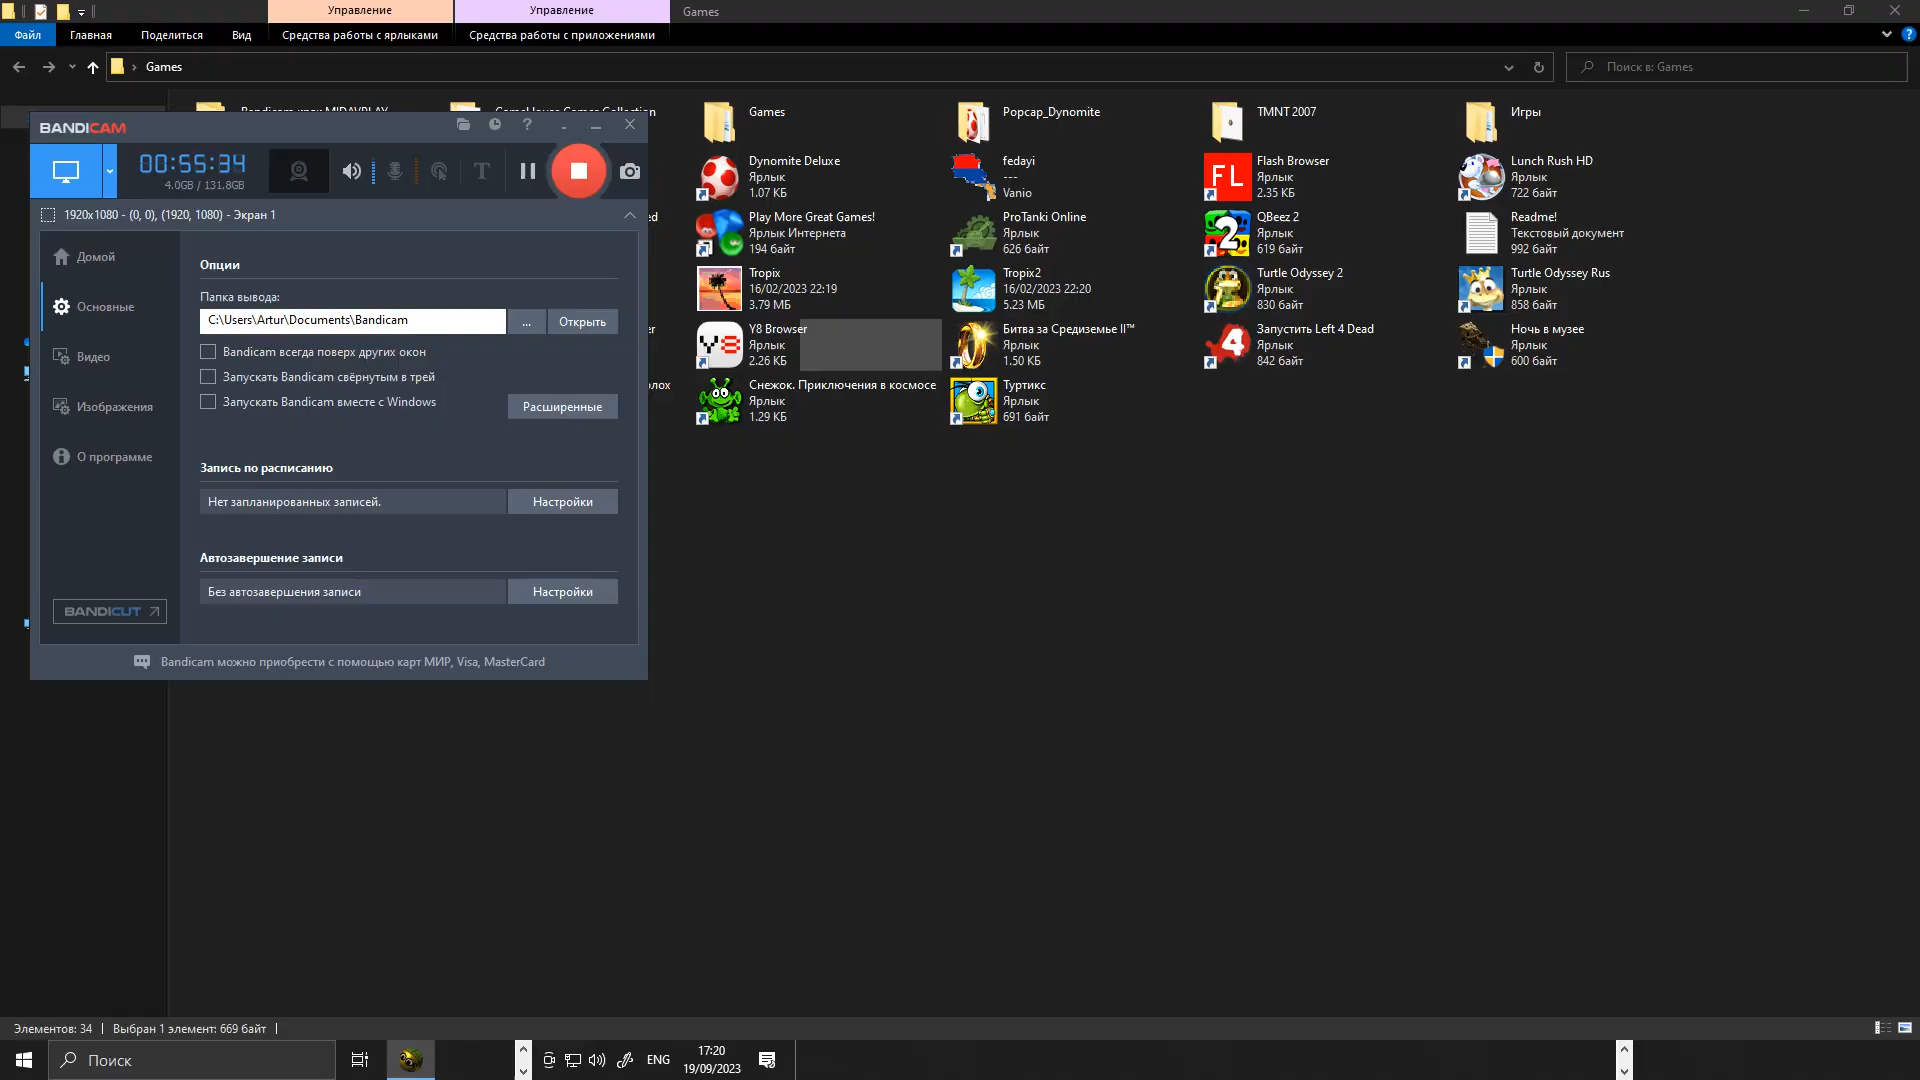 Управление
Управление
Games
Файл
Главная
Поделиться
Вид
Средства работы с ярлыками
Средства работы с приложениями
Games
Поиск в: Games
Games
Popcap_Dynomite
TMNT 2007
Игры
Dynomite Deluxe
Ярлык
1.07 КБ
fedayi
---
Vanio
FL
Flash Browser
Ярлык
2.35 КБ
Lunch Rush HD
Ярлык
722 байт
Play More Great Games!
Ярлык Интернета
194 байт
ProTanki Online
Ярлык
626 байт
2
QBeez 2
Ярлык
619 байт
Readme!
Текстовый документ
992 байт
Tropix
16/02/2023 22:19
3.79 МБ
Tropix2
16/02/2023 22:20
5.23 МБ
Turtle Odyssey 2
Ярлык
830 байт
Turtle Odyssey Rus
Ярлык
858 байт
Y8
Y8 Browser
Ярлык
2.26 КБ
Битва за Средиземье II™
Ярлык
1.50 КБ
4
Запустить Left 4 Dead
Ярлык
842 байт
Ночь в музее
Ярлык
600 байт
Снежок. Приключения в космосе
Ярлык
1.29 КБ
Туртикс
Ярлык
691 байт
BANDICAM
00:55:34
4.0GB / 131.8GB
T
1920x1080 - (0, 0), (1920, 1080) - Экран 1
Домой
Основные
Видео
Изображения
О программе
BANDICUT
Опции
Папка вывода:
C:\Users\Artur\Documents\Bandicam
...
Открыть
Bandicam всегда поверх других окон
Запускать Bandicam свёрнутым в трей
Запускать Bandicam вместе с Windows
Расширенные
Запись по расписанию
Нет запланированных записей.
Настройки
Автозавершение записи
Без автозавершения записи
Настройки
Bandicam можно приобрести с помощью карт МИР, Visa, MasterCard
Элементов: 34
Выбран 1 элемент: 669 байт
Поиск
ENG
17:20
19/09/2023